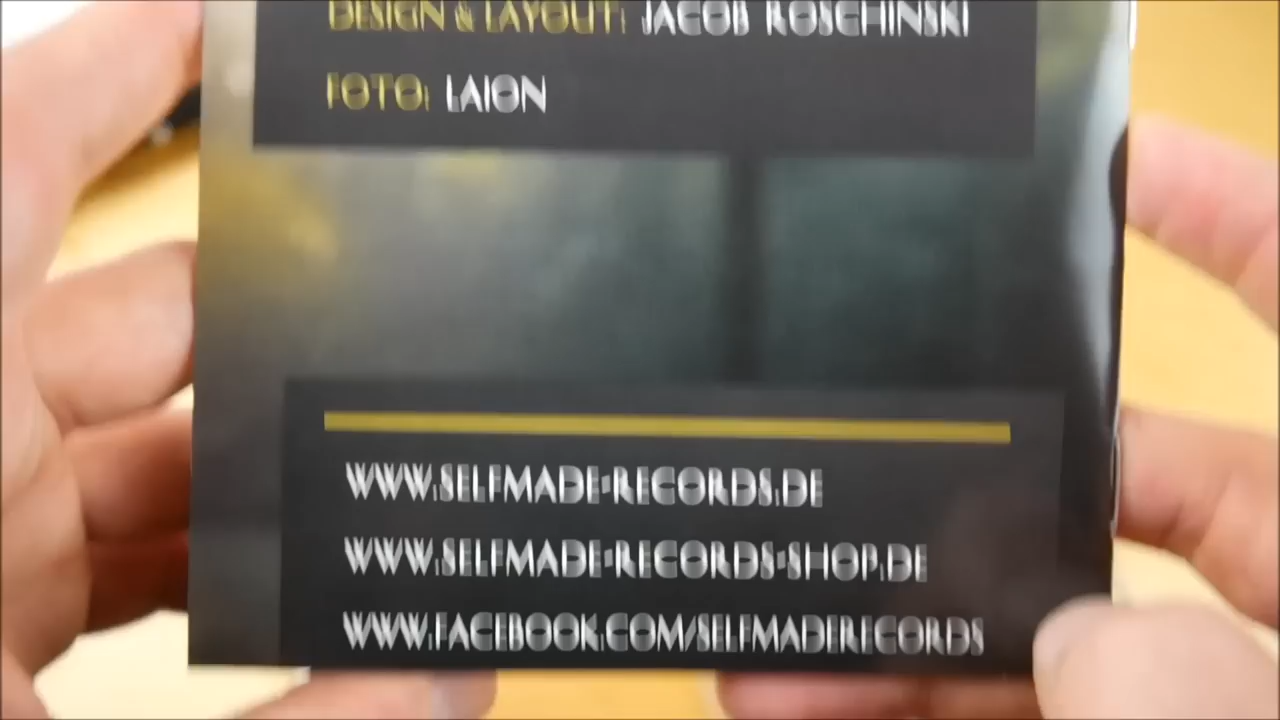 DESIGN & LAYOUT: JACOB ROSCHINSKI
FOTO: LAION
WWW.SELFMADE-RECORDS.DE
WWW.SELFMADE-RECORDS-SHOP.DE
WWW.FACEBOOK.COM/SELFMADERECORDS